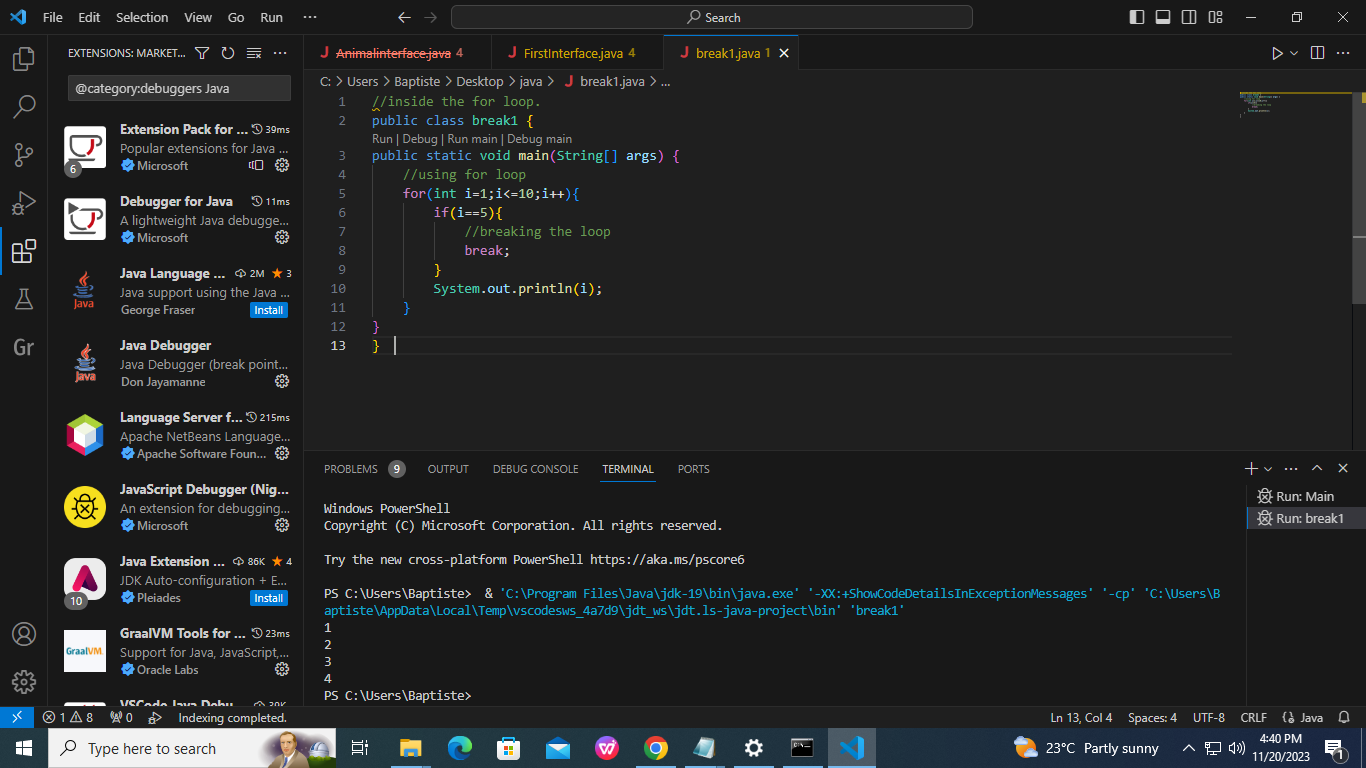 File Edit Selection View Go Run ··· Search
EXTENSIONS: MARKET...
@category:debuggers Java
Extension Pack for ... 39ms
Popular extensions for Java ...
Microsoft
6
Debugger for Java 11ms
A lightweight Java debugge...
Microsoft
Java Language ... 2M 3
Java support using the Java ...
George Fraser Install
Java Debugger
Java Debugger (break point...
Don Jayamanne
Language Server f... 215ms
Apache NetBeans Language...
Apache Software Foun...
JavaScript Debugger (Nig...
An extension for debugging...
Microsoft
Java Extension ... 86K 4
JDK Auto-configuration + E...
Pleiades Install
10
GraalVM Tools for ... 23ms
Support for Java, JavaScript,...
Oracle Labs
GraalVM
VSCode Java Debu... 39K
Gr
AnimalInterface.java 4 FirstInterface.java 4 break1.java 1
C: > Users > Baptiste > Desktop > java > break1.java > ...
1 //inside the for loop.
2 public class break1 {
Run | Debug | Run main | Debug main
3 public static void main(String[] args) {
4 //using for loop
5 for(int i=1;i<=10;i++){
6 if(i==5){
7 //breaking the loop
8 break;
9 }
10 System.out.println(i);
11 }
12 }
13 }
PROBLEMS 9 OUTPUT DEBUG CONSOLE TERMINAL PORTS
Windows PowerShell
Copyright (C) Microsoft Corporation. All rights reserved.
Try the new cross-platform PowerShell https://aka.ms/pscore6
PS C:\Users\Baptiste> & 'C:\Program Files\Java\jdk-19\bin\java.exe' '-XX:+ShowCodeDetailsInExceptionMessages' '-cp' 'C:\Users\B
aptiste\AppData\Local\Temp\vscodesws_4a7d9\jdt_ws\jdt.ls-java-project\bin' 'break1'
1
2
3
4
PS C:\Users\Baptiste>
Run: Main
Run: break1
1 8 0 Indexing completed. Ln 13, Col 4 Spaces: 4 UTF-8 CRLF Java
Type here to search
23°C Partly sunny
4:40 PM
11/20/2023
1